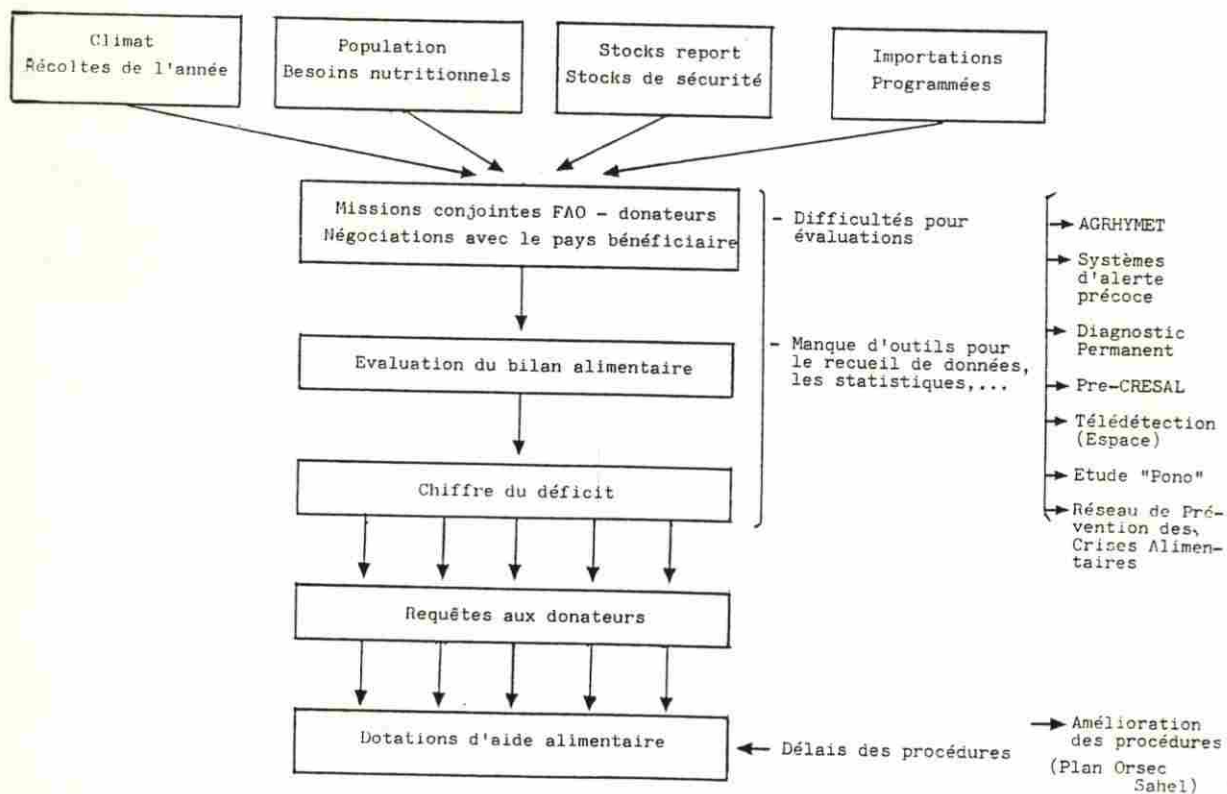 Climat
Récoltes de l'année
Population
Besoins nutritionnels
Stocks report
Stocks de sécurité
Importations
Programmées
Missions conjointes FAO - donateurs
Négociations avec le pays bénéficiaire
- Difficultés pour
évaluations
Evaluation du bilan alimentaire
- Manque d'outils pour
le recueil de données,
les statistiques,...
Chiffre du déficit
AGRHYMET
Systèmes
d'alerte
précoce
Diagnostic
Permanent
Pre-CRESAL
Télédétection
(Espace)
Etude "Pono"
Réseau de Pré-
vention des
Crises Alimen-
taires
Requêtes aux donateurs
Dotations d'aide alimentaire
Délais des procédures
Amélioration
des procédures
(Plan Orsec
Sahel)